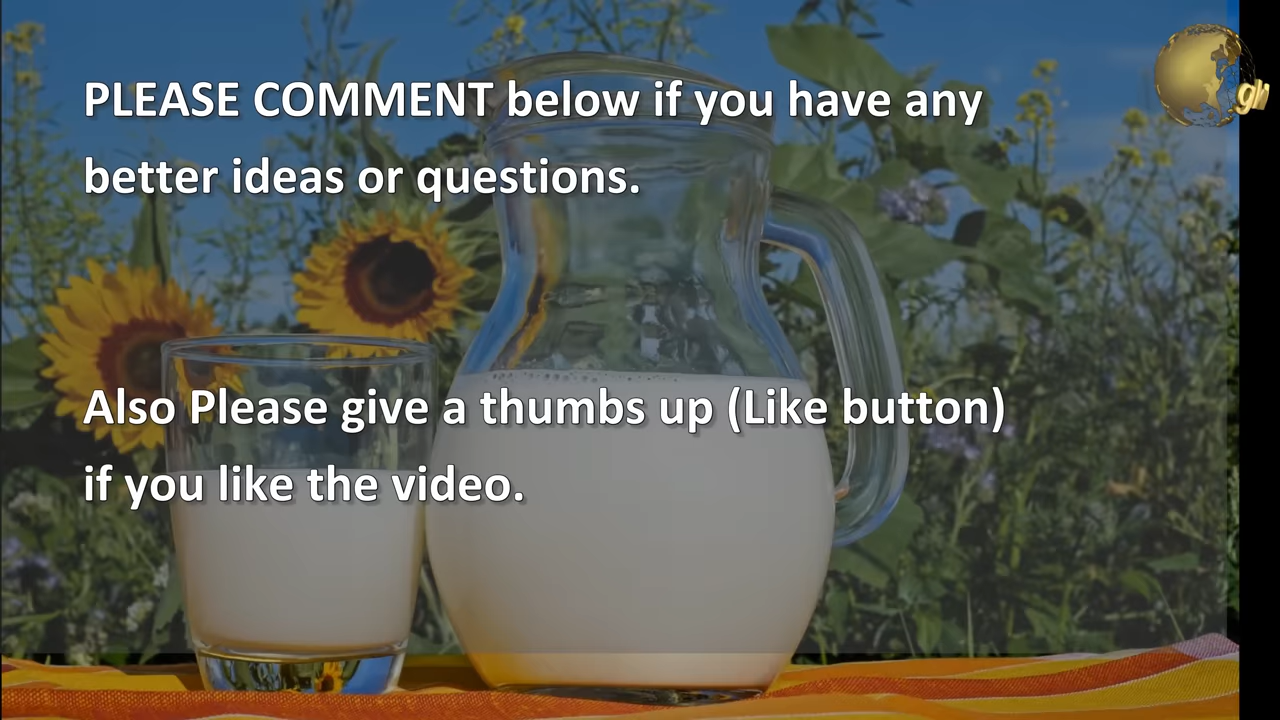 PLEASE COMMENT below if you have any
better ideas or questions.
Also Please give a thumbs up (Like button)
if you like the video.